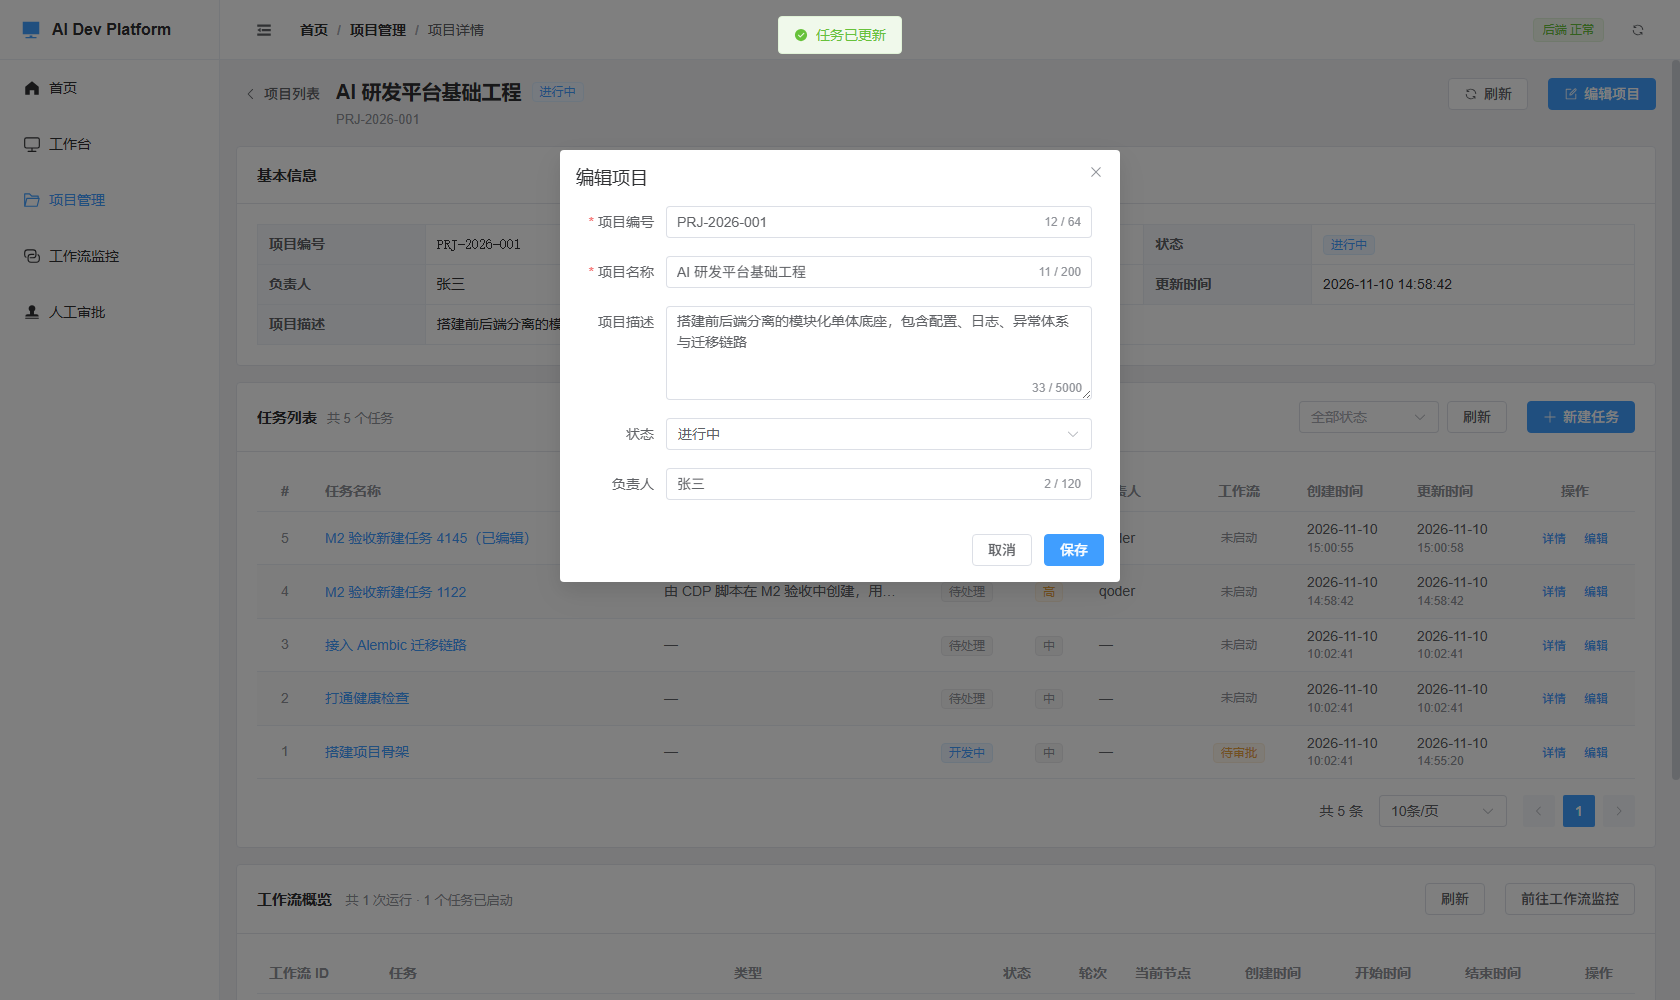 AI Dev Platform
首页 / 项目管理 / 项目详情
任务已更新
后端 正常
首页
工作台
项目管理
工作流监控
人工审批
项目列表
AI 研发平台基础工程
进行中
PRJ-2026-001
刷新
编辑项目
基本信息
项目编号
PRJ-2026-001
状态
进行中
负责人
张三
更新时间
2026-11-10 14:58:42
项目描述
搭建前后端分离的模
编辑项目
* 项目编号
PRJ-2026-001
12 / 64
* 项目名称
AI 研发平台基础工程
11 / 200
项目描述
搭建前后端分离的模块化单体底座，包含配置、日志、异常体系
与迁移链路
33 / 5000
状态
进行中
负责人
张三
2 / 120
取消
保存
任务列表 共 5 个任务
全部状态
刷新
新建任务
# 任务名称 责人 工作流 创建时间 更新时间 操作
5 M2 验收新建任务 4145（已编辑） der 未启动 2026-11-10 15:00:55 2026-11-10 15:00:58 详情 编辑
4 M2 验收新建任务 1122 由 CDP 脚本在 M2 验收中创建，用... 待处理 高 qoder 未启动 2026-11-10 14:58:42 2026-11-10 14:58:42 详情 编辑
3 接入 Alembic 迁移链路 — 待处理 中 — 未启动 2026-11-10 10:02:41 2026-11-10 10:02:41 详情 编辑
2 打通健康检查 — 待处理 中 — 未启动 2026-11-10 10:02:41 2026-11-10 10:02:41 详情 编辑
1 搭建项目骨架 — 开发中 中 — 待审批 2026-11-10 10:02:41 2026-11-10 14:55:20 详情 编辑
共 5 条
10条/页
1
工作流概览 共 1 次运行 · 1 个任务已启动
刷新
前往工作流监控
工作流 ID 任务 类型 状态 轮次 当前节点 创建时间 开始时间 结束时间 操作